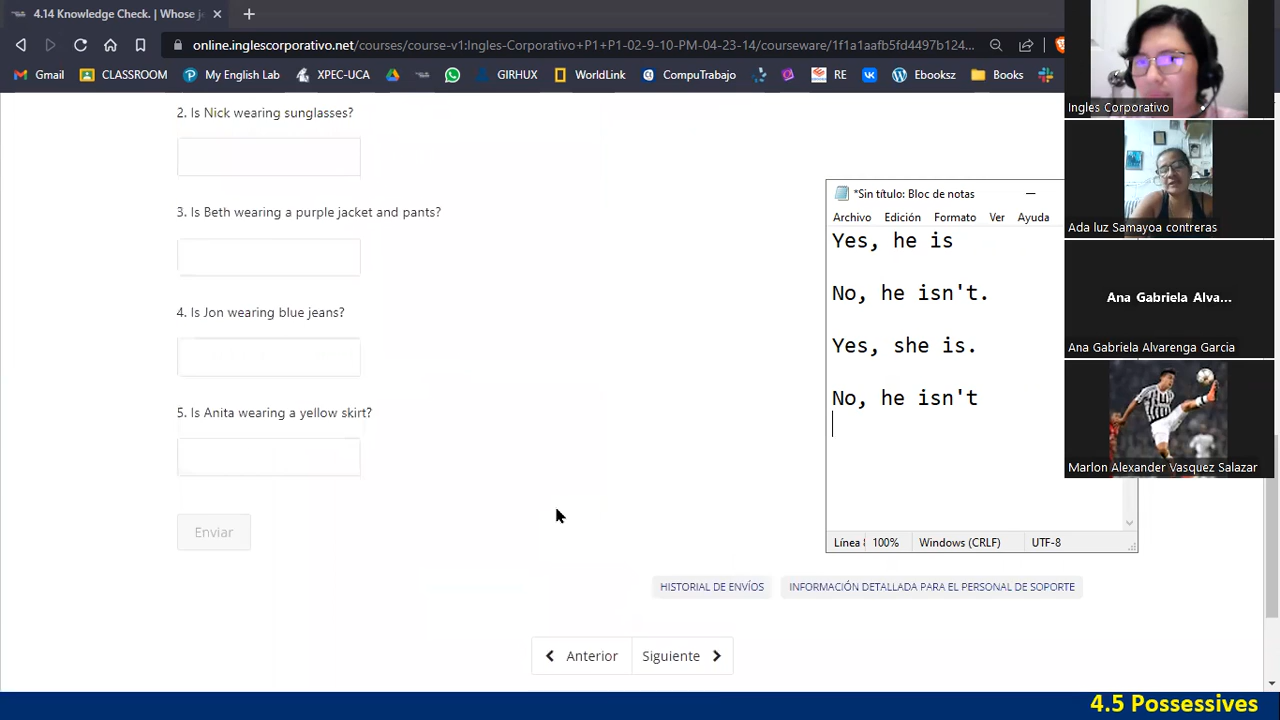 4.14 Knowledge Check. | Whose je
online.inglescorporativo.net/courses/course-v1:Ingles-Corporativo+P1+P1-02-9-10-PM-04-23-14/courseware/1f1a1aafb5fd4497b124...
Gmail CLASSROOM My English Lab XPEC-UCA GIRHUX WorldLink CompuTrabajo RE Ebooksz Books
2. Is Nick wearing sunglasses?
3. Is Beth wearing a purple jacket and pants?
4. Is Jon wearing blue jeans?
5. Is Anita wearing a yellow skirt?
Enviar
HISTORIAL DE ENVÍOS INFORMACIÓN DETALLADA PARA EL PERSONAL DE SOPORTE
Anterior Siguiente
*Sin título: Bloc de notas
Archivo Edición Formato Ver Ayuda
Yes, he is
No, he isn't.
Yes, she is.
No, he isn't
Línea 100% Windows (CRLF) UTF-8
Ingles Corporativo
Ada luz Samayoa contreras
Ana Gabriela Alva...
Ana Gabriela Alvarenga Garcia
Marlon Alexander Vasquez Salazar
4.5 Possessives